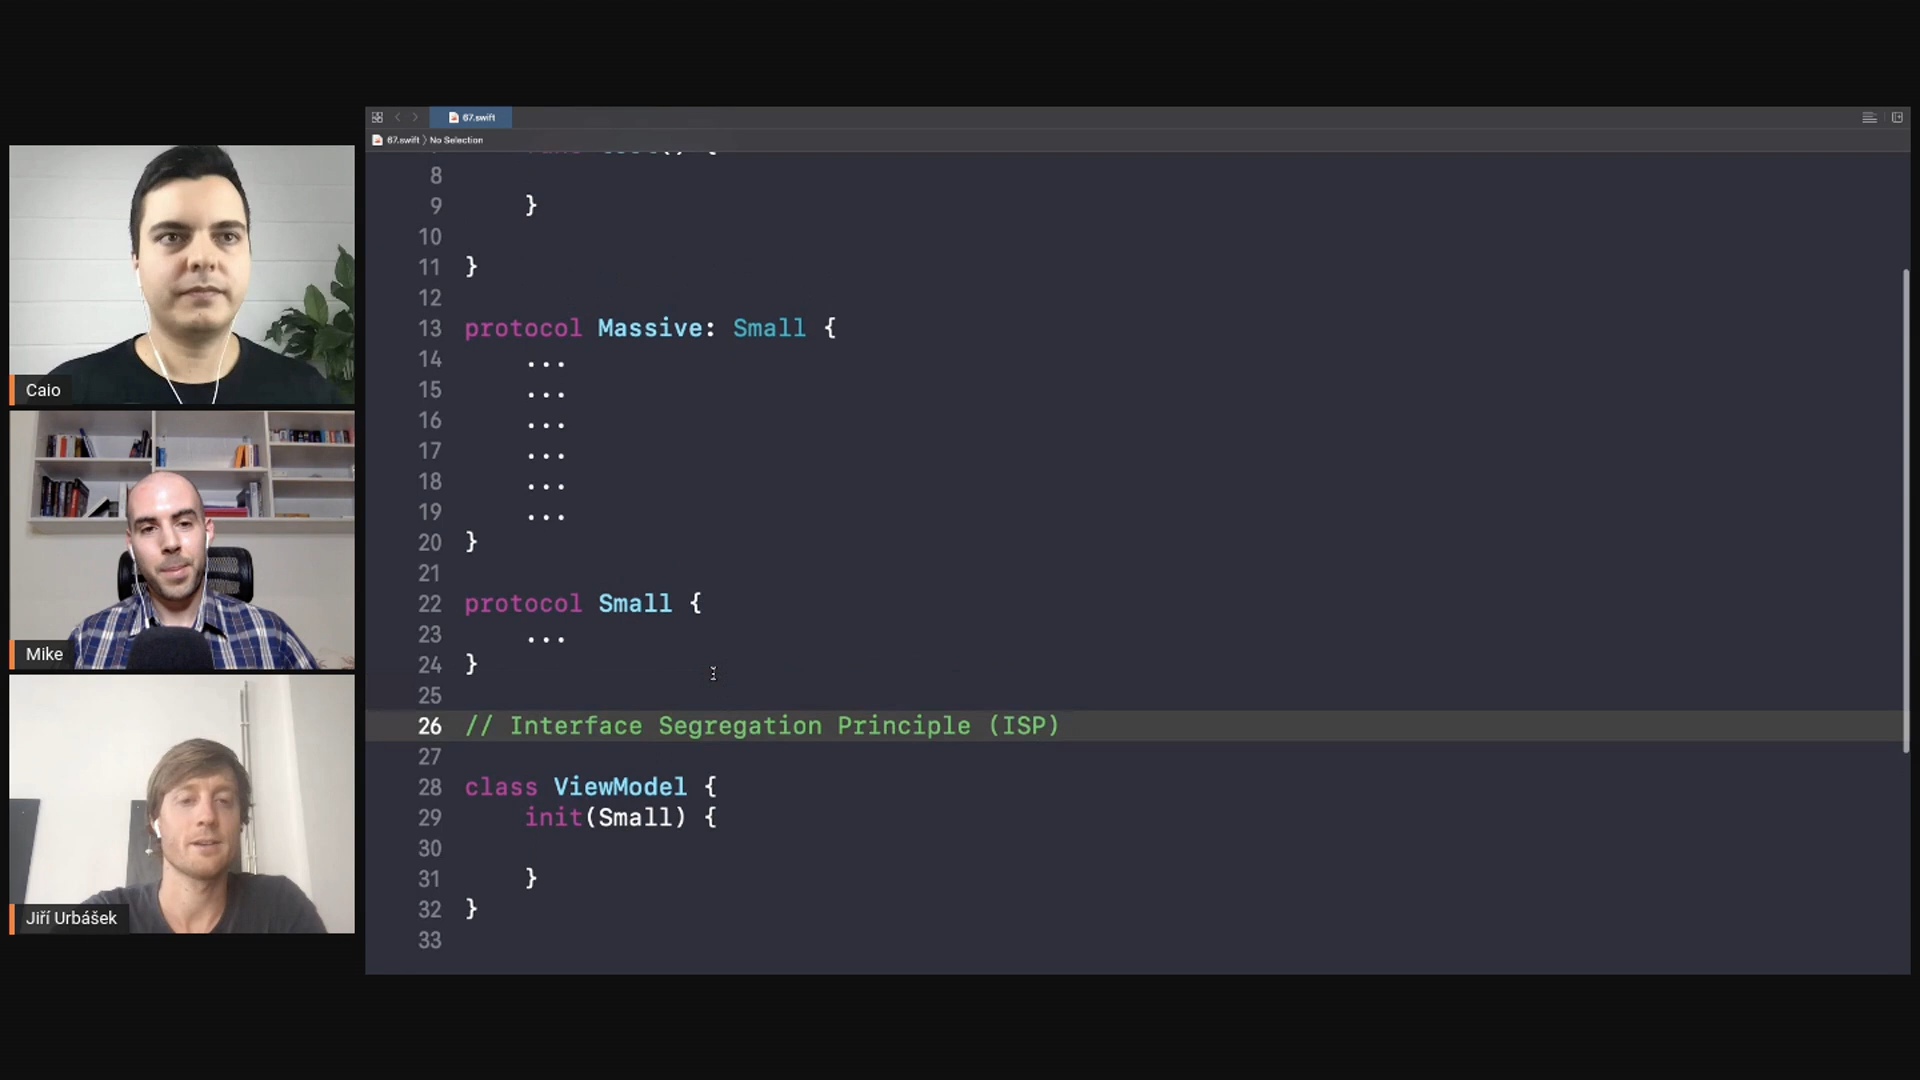 67.swift
67.swift 〉 No Selection
8
9 }
10
11 }
12
13 protocol Massive: Small {
14 ...
15 ...
16 ...
17 ...
18 ...
19 ...
20 }
21
22 protocol Small {
23 ...
24 }
25
26 // Interface Segregation Principle (ISP)
27
28 class ViewModel {
29 init(Small) {
30
31 }
32 }
33
Caio
Mike
Jiří Urbášek